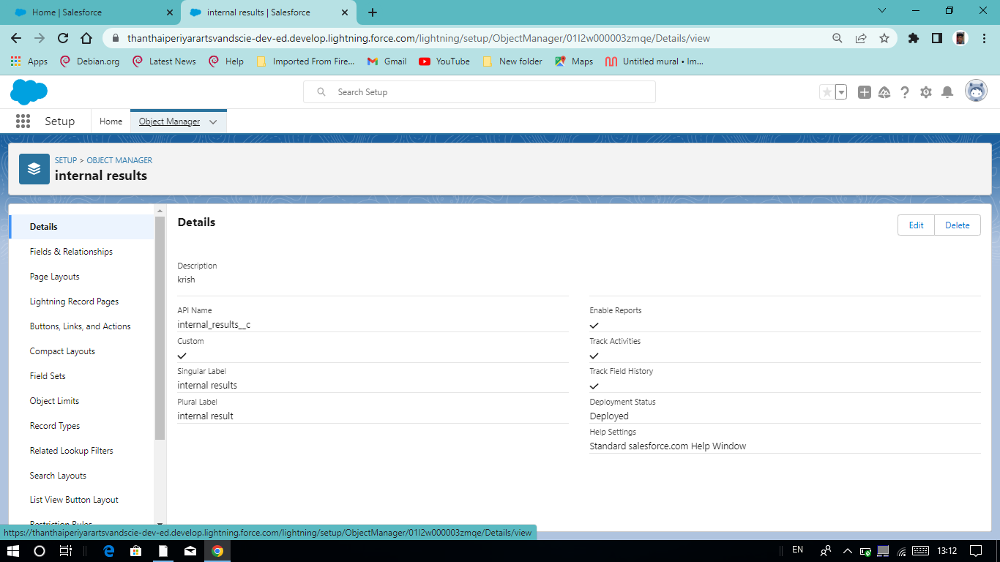 Home | Salesforce
internal results | Salesforce
thanthaiperiyarartsvandscie-dev-ed.develop.lightning.force.com/lightning/setup/ObjectManager/01I2w000003zmqe/Details/view
Apps
Debian.org
Latest News
Help
Imported From Fire...
Gmail
YouTube
New folder
Maps
Untitled mural • Im...
Search Setup
Setup
Home
Object Manager
SETUP > OBJECT MANAGER
internal results
Details
Fields & Relationships
Page Layouts
Lightning Record Pages
Buttons, Links, and Actions
Compact Layouts
Field Sets
Object Limits
Record Types
Related Lookup Filters
Search Layouts
List View Button Layout
Restriction Rules
Details
Edit
Delete
Description
krish
API Name
internal_results__c
Custom
Singular Label
internal results
Plural Label
internal result
Enable Reports
Track Activities
Track Field History
Deployment Status
Deployed
Help Settings
Standard salesforce.com Help Window
https://thanthaiperiyarartsvandscie-dev-ed.develop.lightning.force.com/lightning/setup/ObjectManager/01I2w000003zmqe/Details/view
EN
13:12